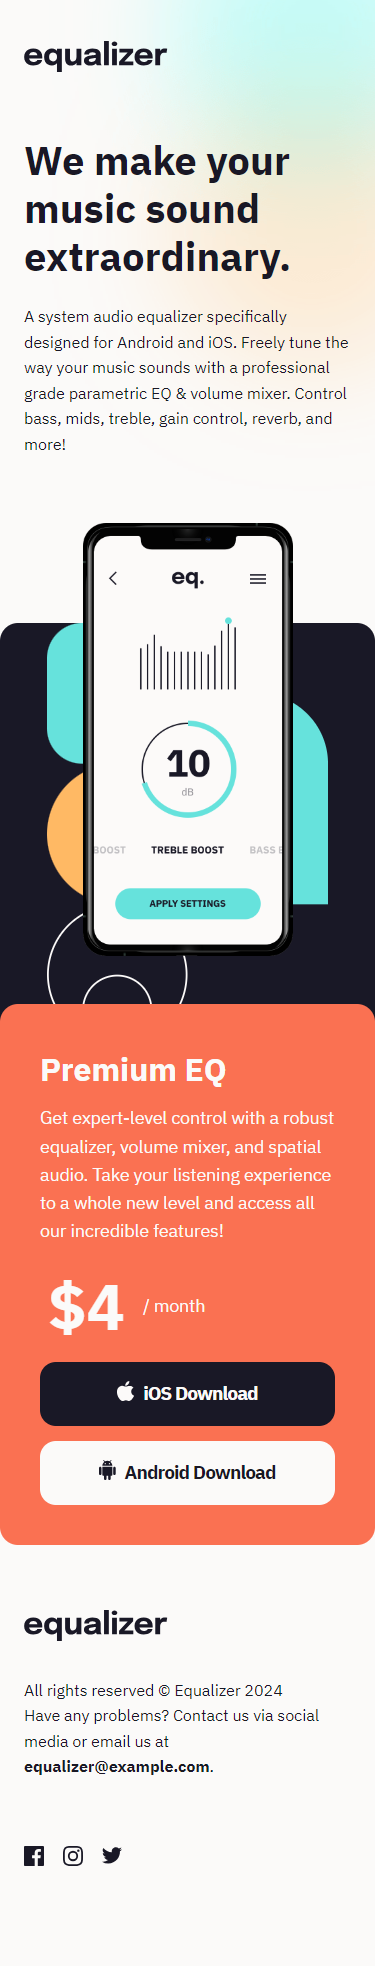 equalizer
We make your
music sound
extraordinary.
A system audio equalizer specifically
designed for Android and iOS. Freely tune the
way your music sounds with a professional
grade parametric EQ & volume mixer. Control
bass, mids, treble, gain control, reverb, and
more!
eq.
10
dB
BOOST TREBLE BOOST BASS B
APPLY SETTINGS
Premium EQ
Get expert-level control with a robust
equalizer, volume mixer, and spatial
audio. Take your listening experience
to a whole new level and access all
our incredible features!
$4 / month
iOS Download
Android Download
equalizer
All rights reserved © Equalizer 2024
Have any problems? Contact us via social
media or email us at
equalizer@example.com.